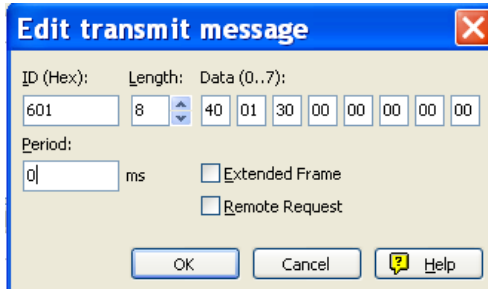 Edit transmit message
ID (Hex): Length: Data (0..7):
601 8 40 01 30 00 00 00 00 00
Period:
0 ms Extended Frame
Remote Request
OK Cancel Help